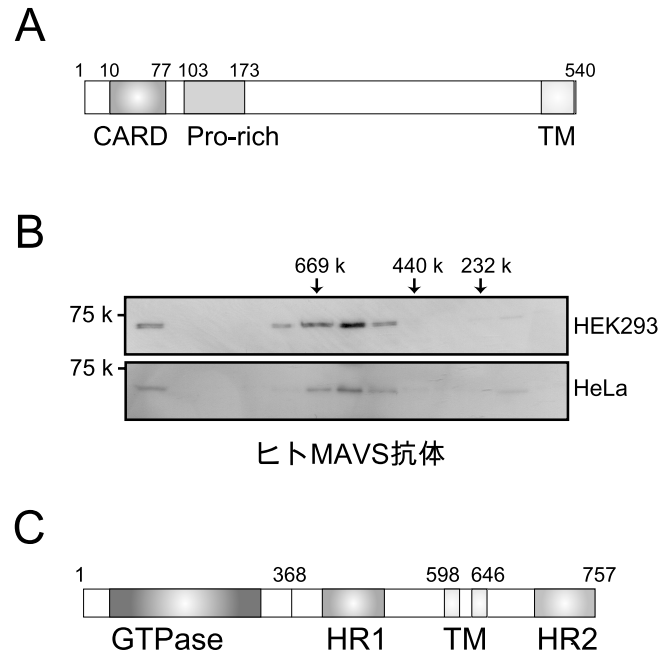 A
1 10 77 103 173 540
CARD Pro-rich TM
B
669 k 440 k 232 k
75 k
HEK293
75 k
HeLa
ヒトMAVS抗体
C
1 368 598 646 757
GTPase HR1 TM HR2